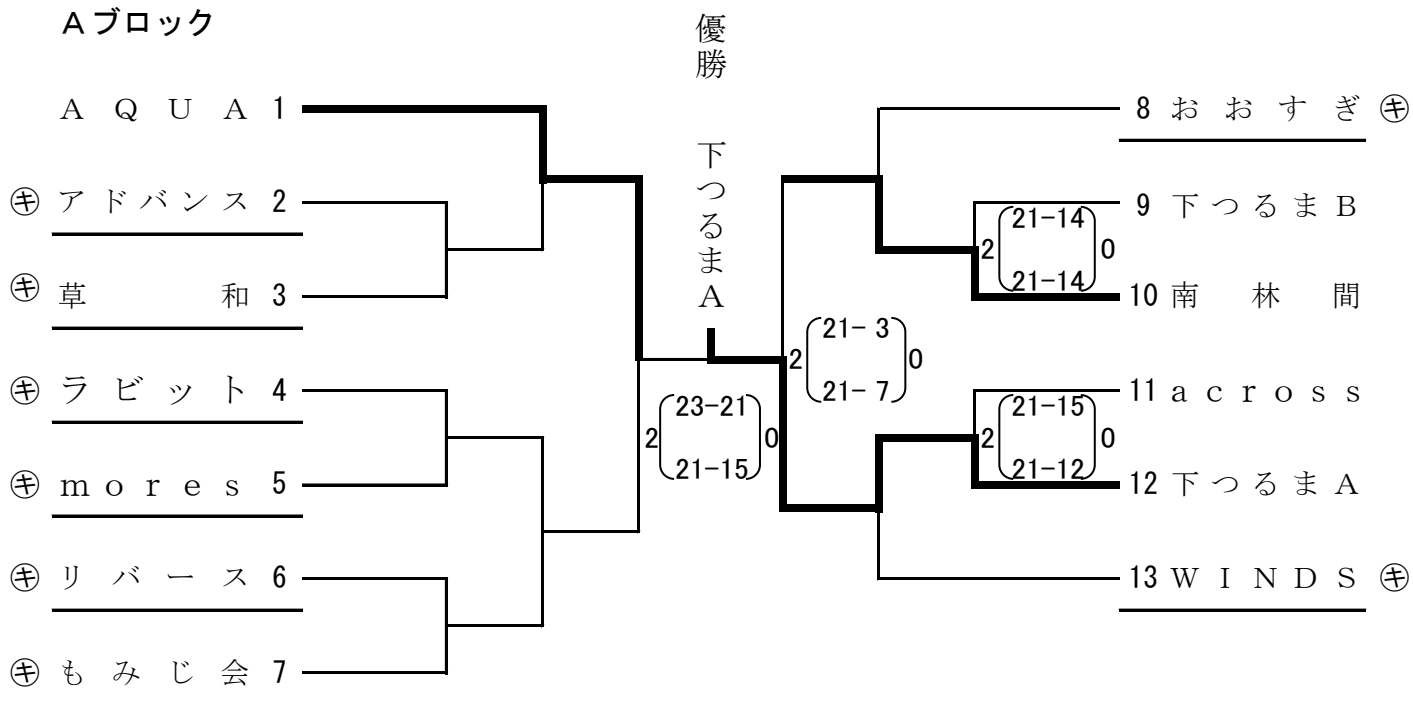 Aブロック
優勝 下つるまA
AQUA 1
㋖ アドバンス 2
㋖ 草和 3
㋖ ラビット 4
㋖ mores 5
㋖ リバース 6
㋖ もみじ会 7
8 おおすぎ ㋖
9 下つるまB
10 南林間
11 across
12 下つるまA
13 WINDS ㋖
21-14
2 0
21-14
21- 3
2 0
21- 7
21-15
2 0
21-12
23-21
2 0
21-15